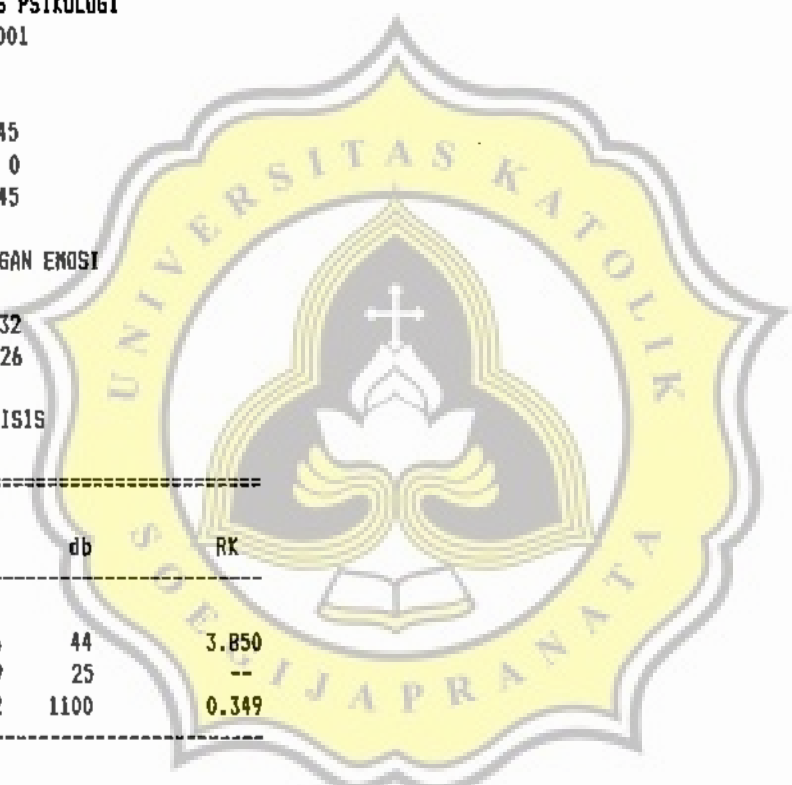 S PSIKOLOGI
001
45
0
45
GAN EMOSI
32
26
ISIS
db RK
44 3.850
25 --
1100 0.349
UNIVERSITAS KATOLIK
SOEGIJAPRANATA